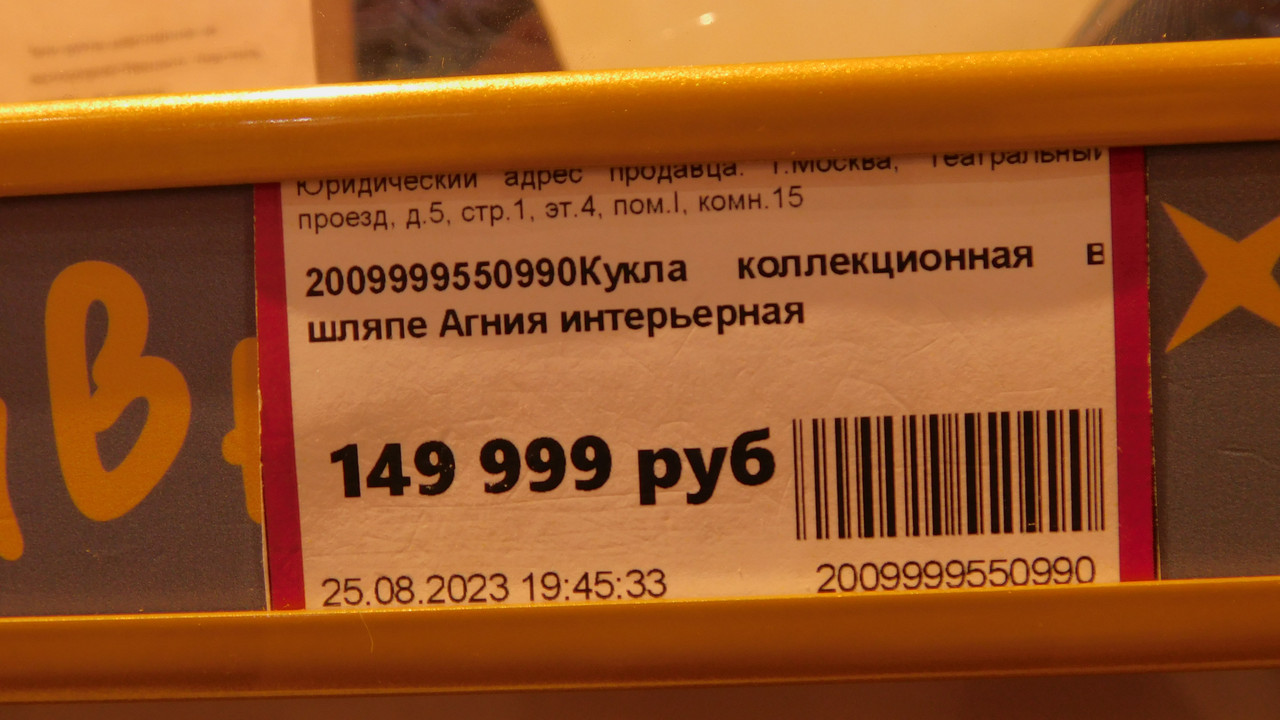 Юридический адрес продавца: г.Москва, Театральный
проезд, д.5, стр.1, эт.4, пом.I, комн.15
2009999550990Кукла коллекционная в
шляпе Агния интерьерная
149 999 руб
25.08.2023 19:45:33
2009999550990